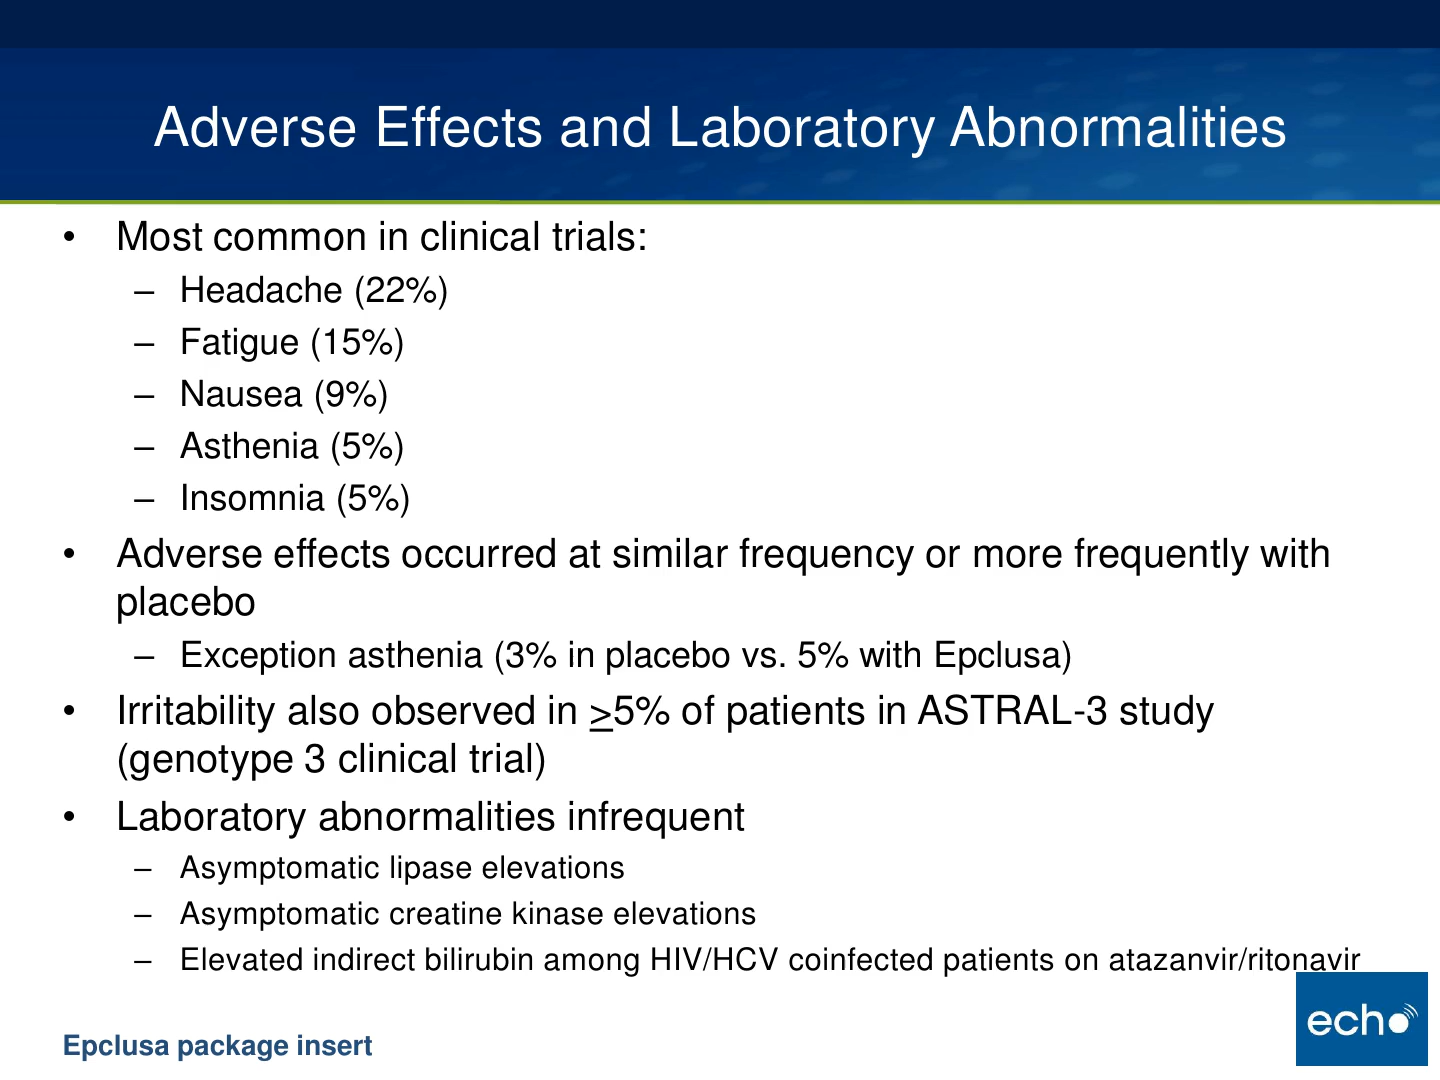 Adverse Effects and Laboratory Abnormalities
• Most common in clinical trials:
– Headache (22%)
– Fatigue (15%)
– Nausea (9%)
– Asthenia (5%)
– Insomnia (5%)
• Adverse effects occurred at similar frequency or more frequently with
placebo
– Exception asthenia (3% in placebo vs. 5% with Epclusa)
• Irritability also observed in >5% of patients in ASTRAL-3 study
(genotype 3 clinical trial)
• Laboratory abnormalities infrequent
– Asymptomatic lipase elevations
– Asymptomatic creatine kinase elevations
– Elevated indirect bilirubin among HIV/HCV coinfected patients on atazanvir/ritonavir
echo
Epclusa package insert